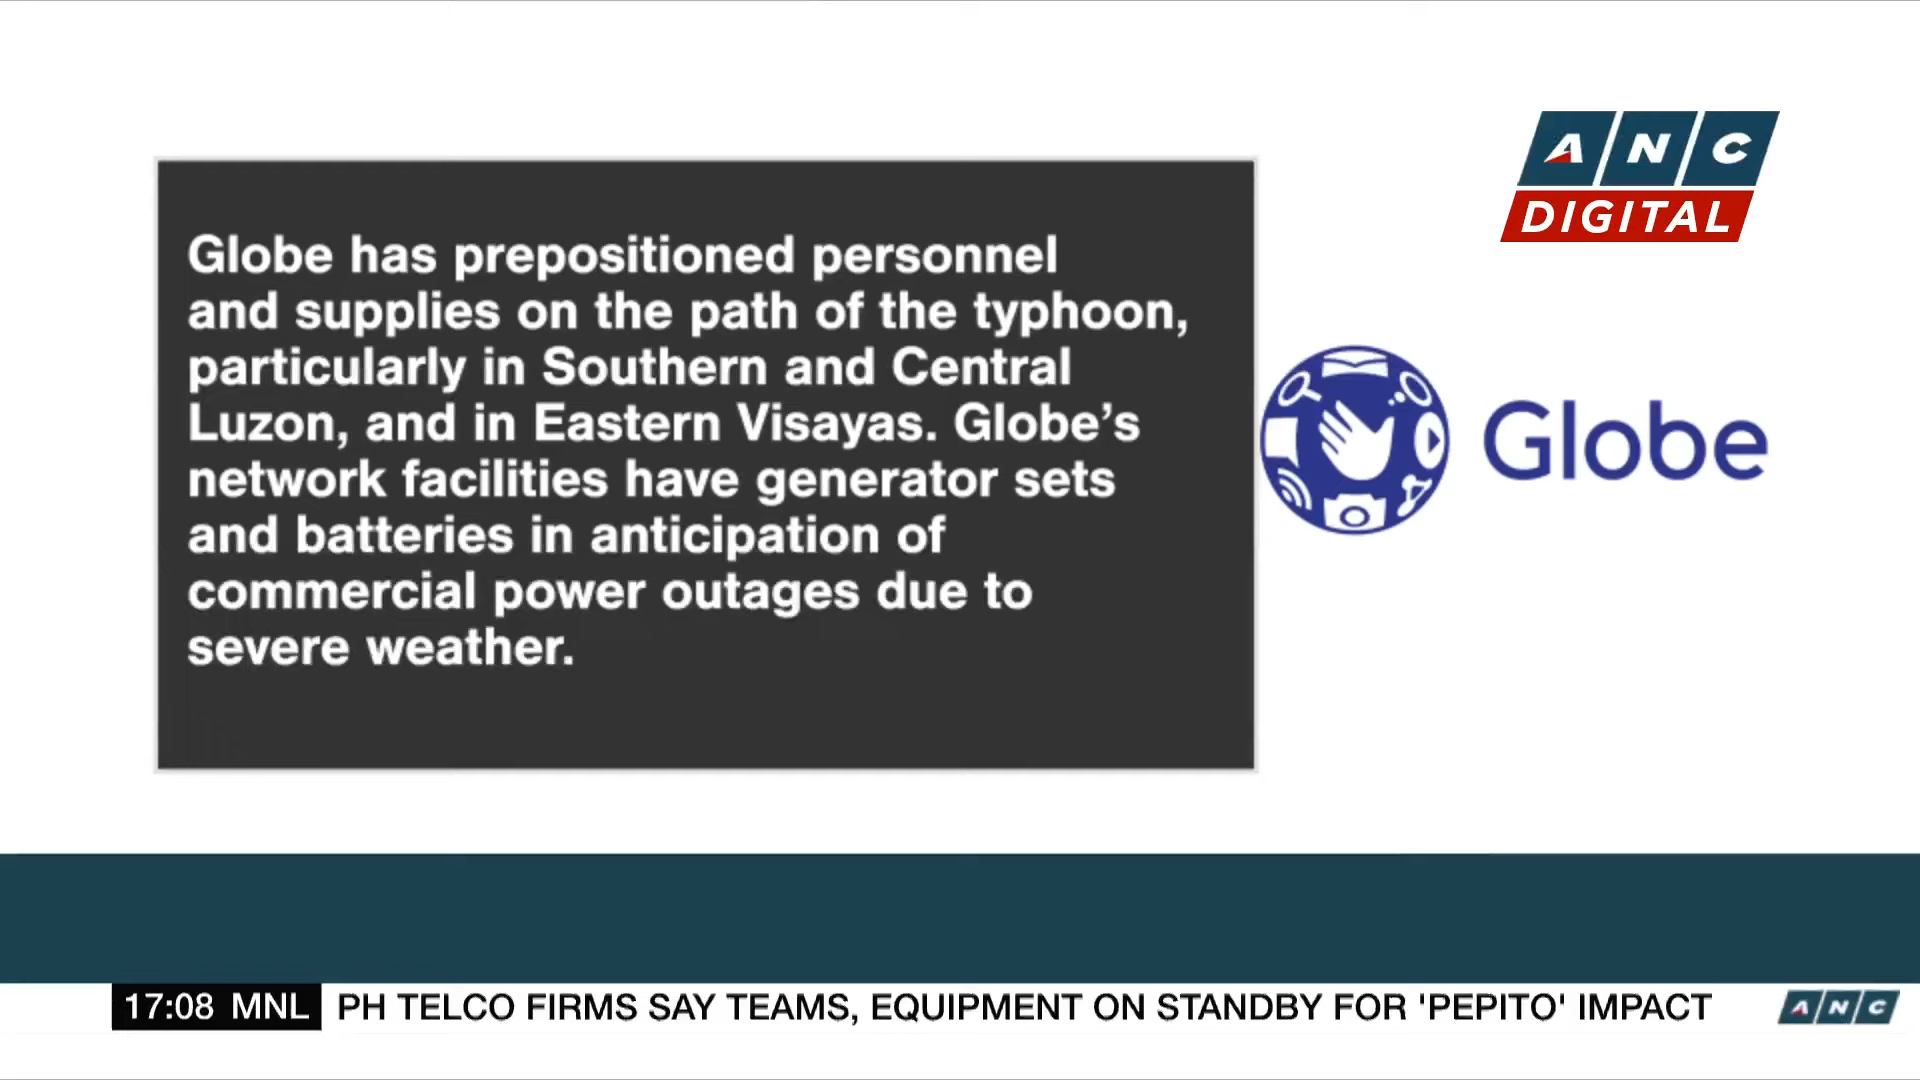 ANC
DIGITAL
Globe has prepositioned personnel
and supplies on the path of the typhoon,
particularly in Southern and Central
Luzon, and in Eastern Visayas. Globe’s
network facilities have generator sets
and batteries in anticipation of
commercial power outages due to
severe weather.
Globe
17:08 MNL PH TELCO FIRMS SAY TEAMS, EQUIPMENT ON STANDBY FOR 'PEPITO' IMPACT ANC